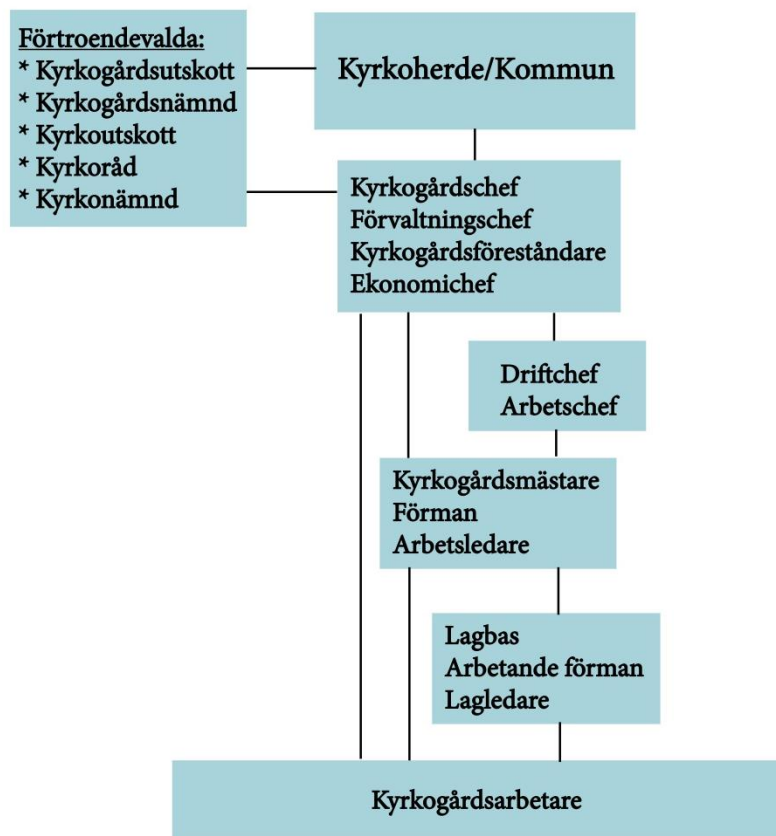 Förtroendevalda:
* Kyrkogårdsutskott
* Kyrkogårdsnämnd
* Kyrkoutskott
* Kyrkoråd
* Kyrkonämnd
Kyrkoherde/Kommun
Kyrkogårdschef
Förvaltningschef
Kyrkogårdsföreståndare
Ekonomichef
Driftchef
Arbetschef
Kyrkogårdsmästare
Förman
Arbetsledare
Lagbas
Arbetande förman
Lagledare
Kyrkogårdsarbetare